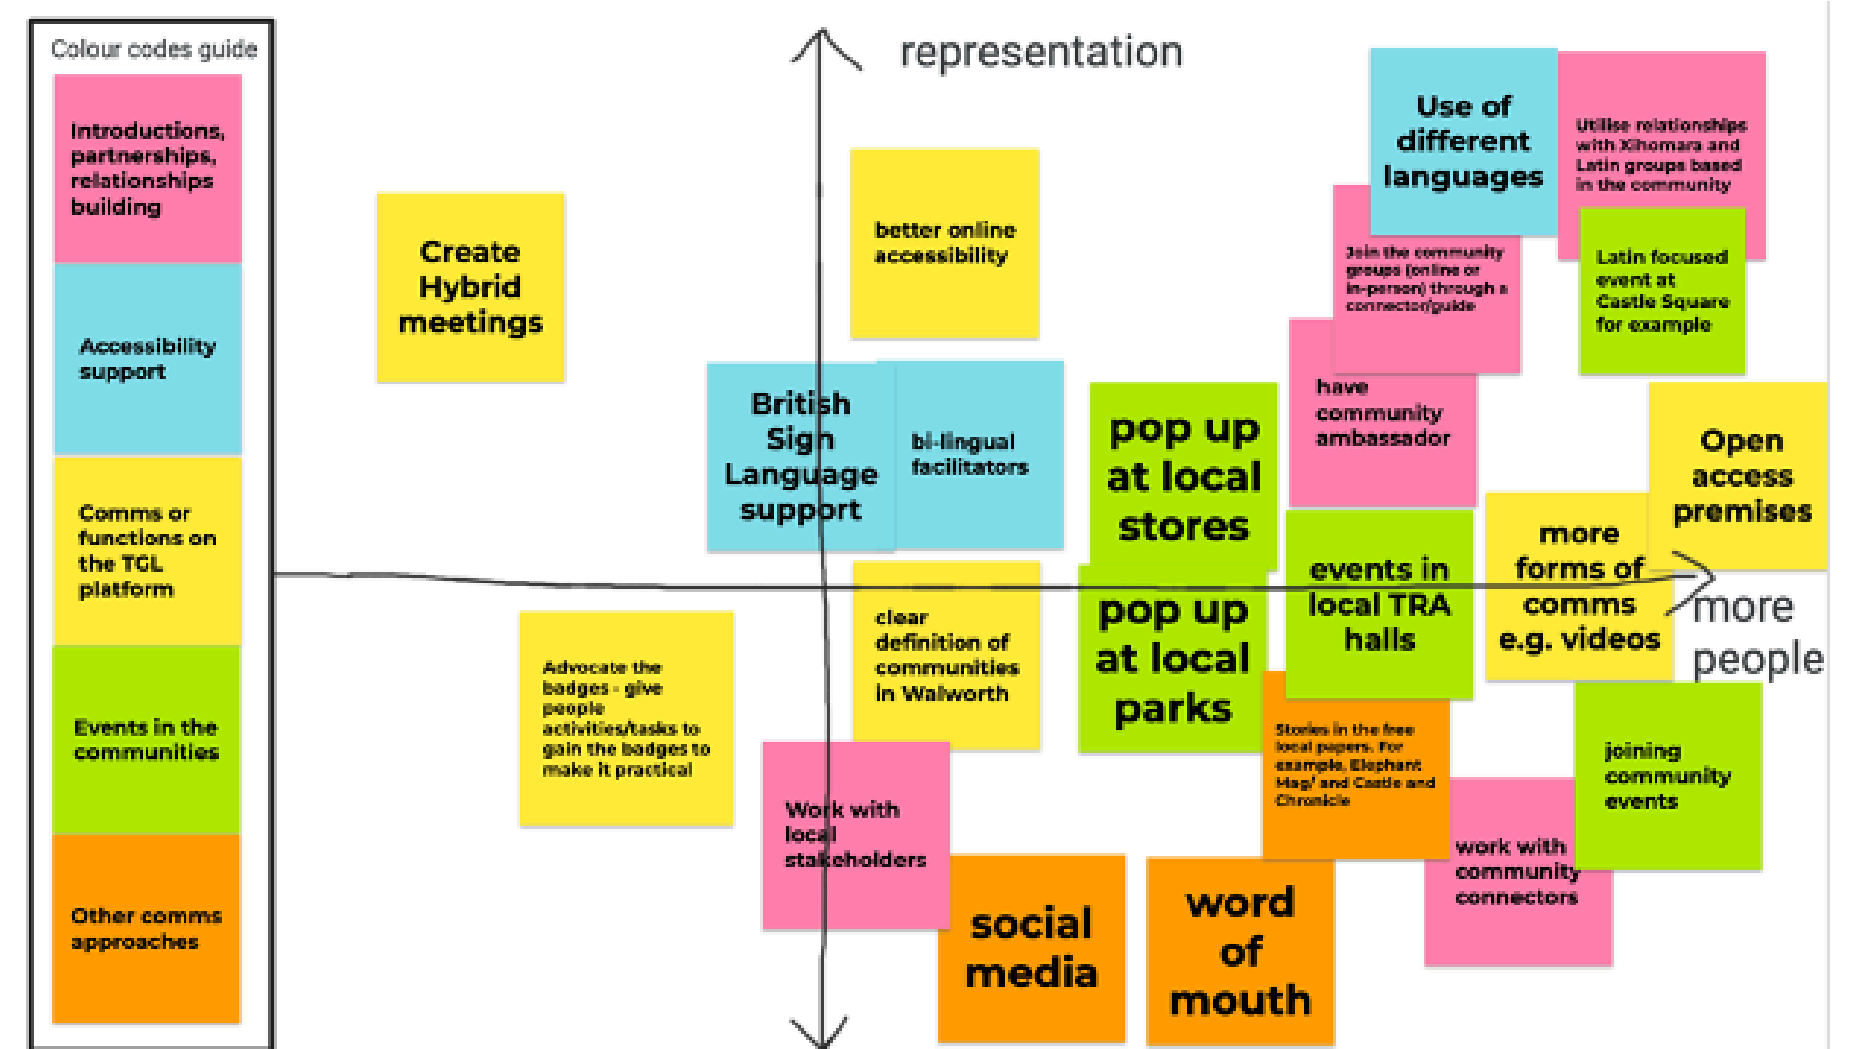 Colour codes guide
Introductions,
partnerships,
relationships
building
Accessibility
support
Comms or
functions on
the TCL
platform
Events in the
communities
Other comms
approaches
representation
Create
Hybrid
meetings
better online
accessibility
Use of
different
languages
Utilise relationships
with Xihomara and
Latin groups based
in the community
Join the community
groups (online or
in-person) through a
connector/guide
Latin focused
event at
Castle Square
for example
have
community
ambassador
British
Sign
Language
support
bi-lingual
facilitators
pop up
at local
stores
Open
access
premises
events in
local TRA
halls
more
forms of
comms
e.g. videos
more
people
Advocate the
badges - give
people
activities/tasks to
gain the badges to
make it practical
clear
definition of
communities
in Walworth
pop up
at local
parks
Stories in the free
local papers. For
example, Elephant
Mag/ and Castle and
Chronicle
joining
community
events
Work with
local
stakeholders
social
media
word
of
mouth
work with
community
connectors